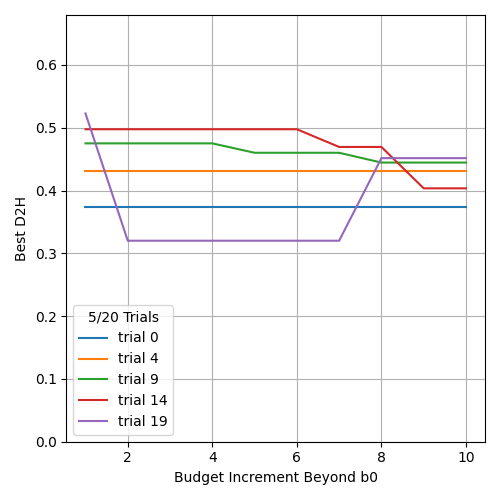 0.6
0.5
0.4
0.3
0.2
0.1
0.0
Best D2H
5/20 Trials
trial 0
trial 4
trial 9
trial 14
trial 19
2 4 6 8 10
Budget Increment Beyond b0